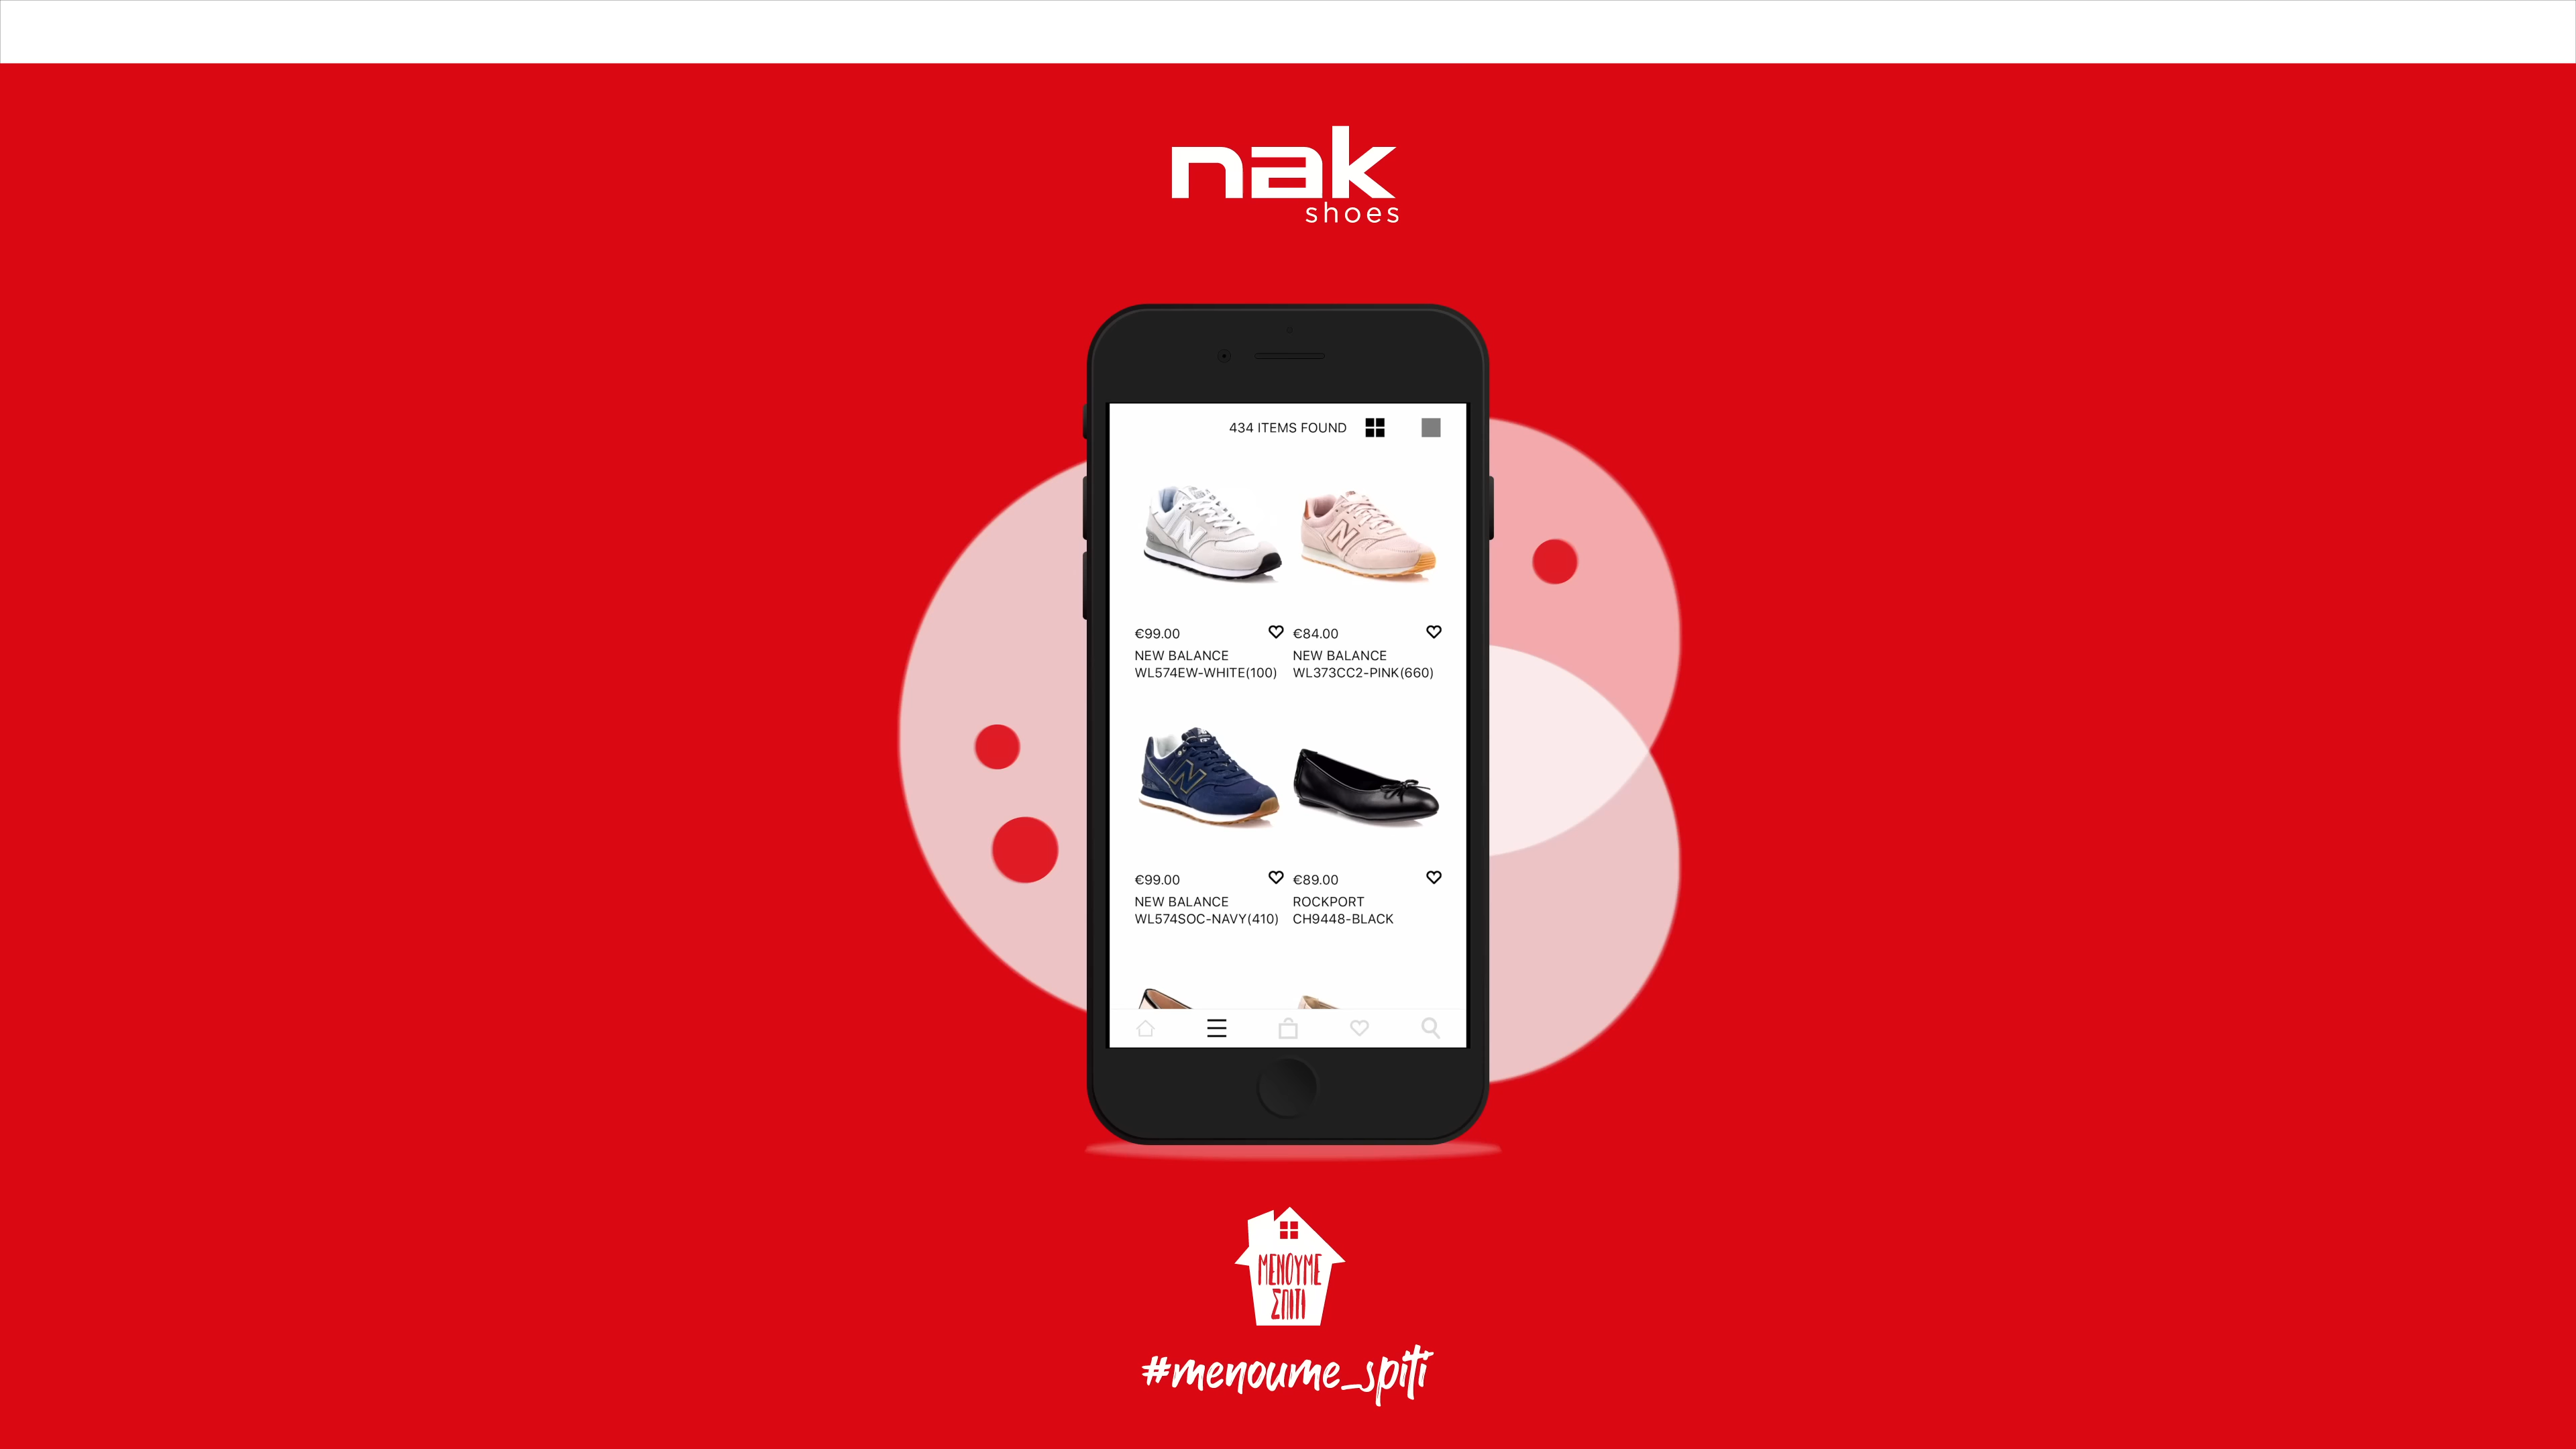 nak
shoes
434 ITEMS FOUND
€99.00
NEW BALANCE
WL574EW-WHITE(100)
€84.00
NEW BALANCE
WL373CC2-PINK(660)
€99.00
NEW BALANCE
WL574SOC-NAVY(410)
€89.00
ROCKPORT
CH9448-BLACK
ΜΕΝΟΥΜΕ
ΣΠΙΤΙ
#menoume_spiti